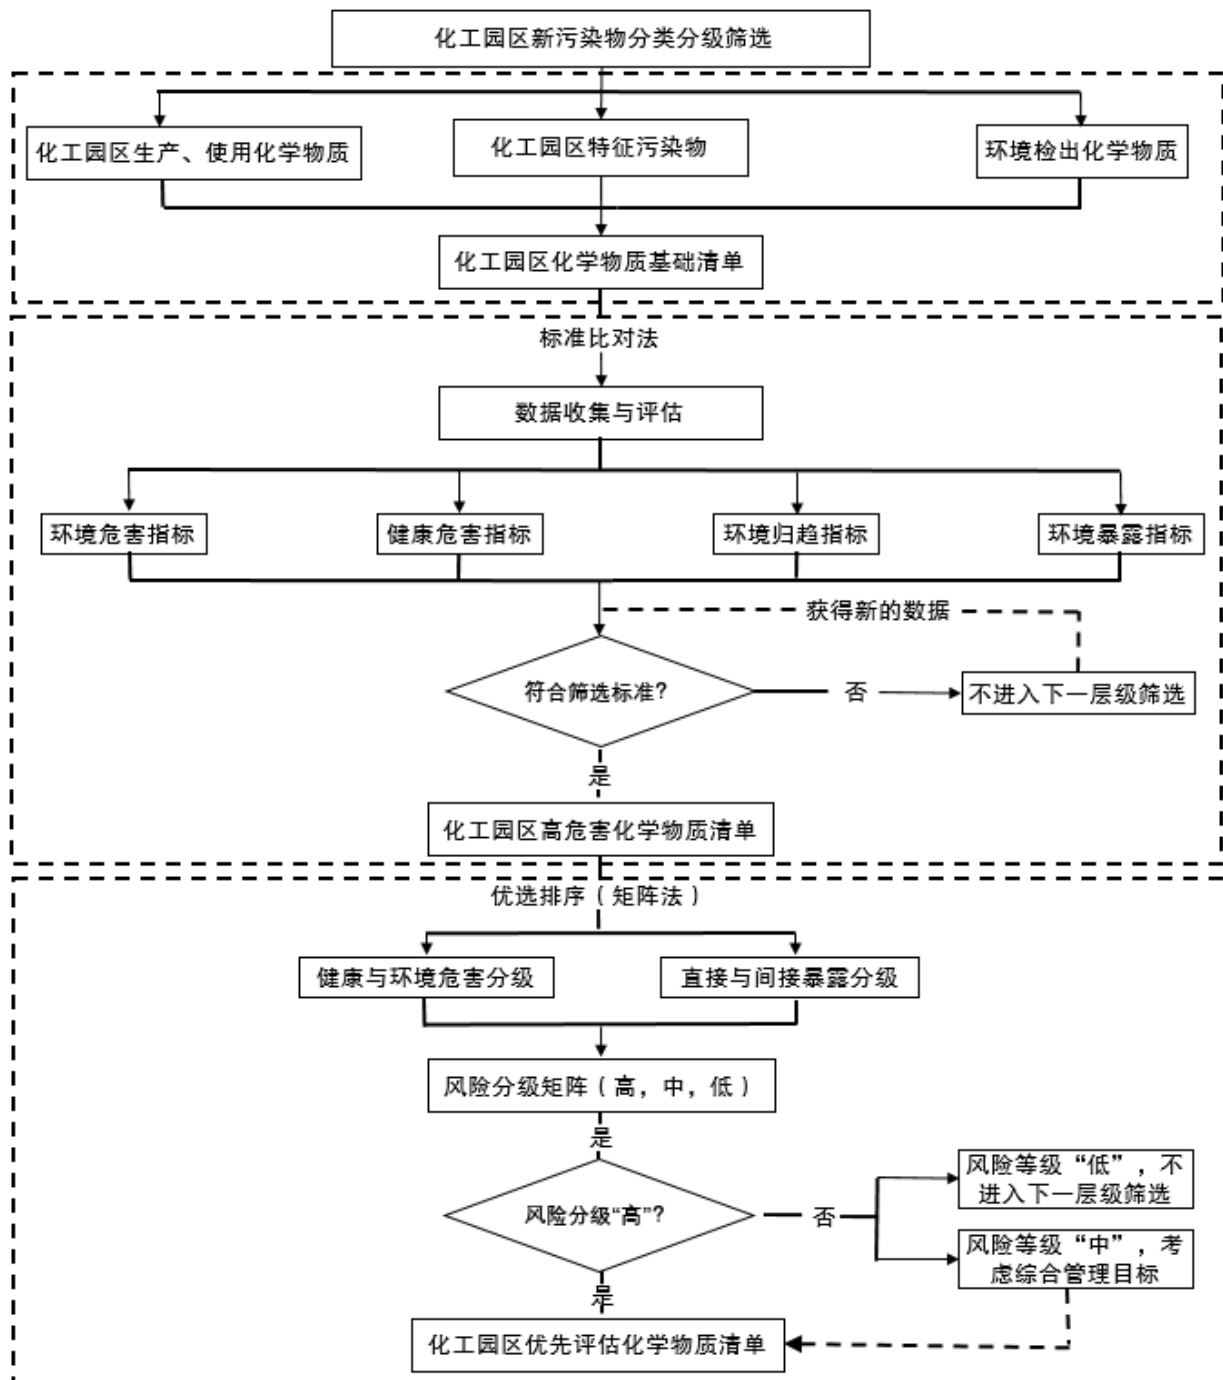 化工园区新污染物分类分级筛选
化工园区生产、使用化学物质
化工园区特征污染物
环境检出化学物质
化工园区化学物质基础清单
标准比对法
数据收集与评估
环境危害指标
健康危害指标
环境归趋指标
环境暴露指标
获得新的数据
符合筛选标准?
否
不进入下一层级筛选
是
化工园区高危害化学物质清单
优选排序（矩阵法）
健康与环境危害分级
直接与间接暴露分级
风险分级矩阵（高，中，低）
是
风险等级“低”，不
进入下一层级筛选
风险分级“高”?
否
风险等级“中”，考
虑综合管理目标
是
化工园区优先评估化学物质清单